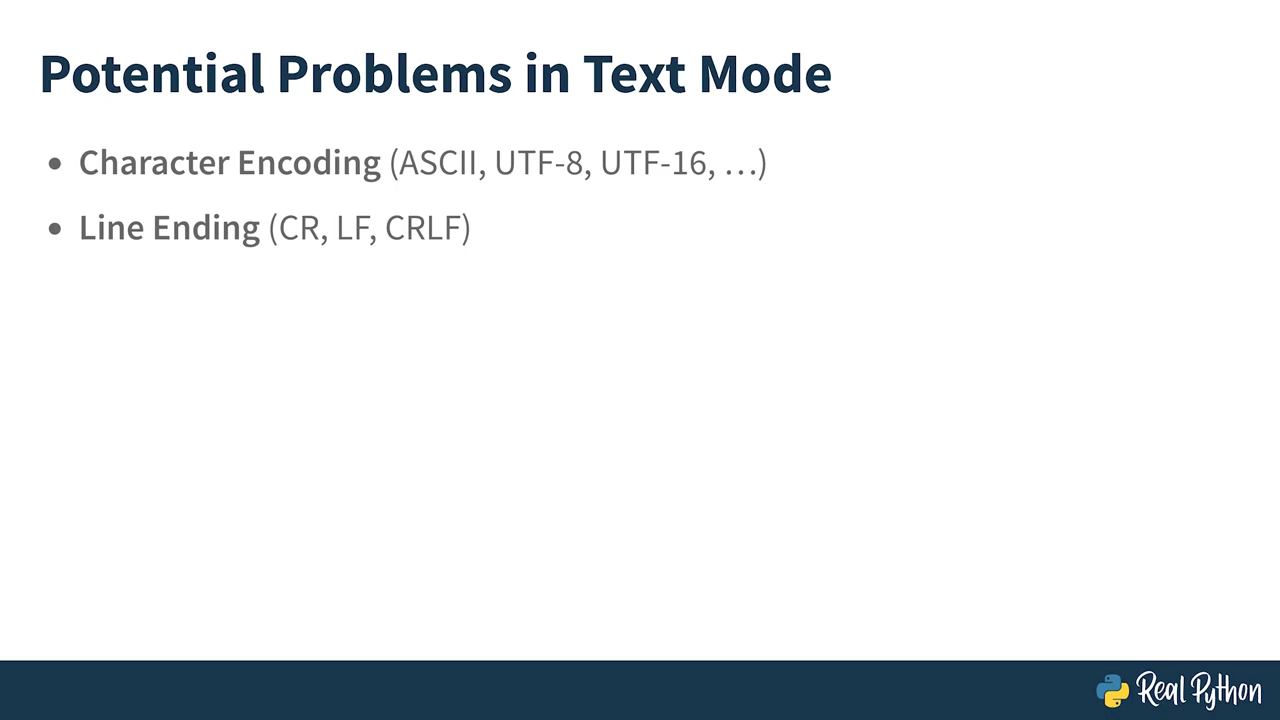 Potential Problems in Text Mode
• Character Encoding (ASCII, UTF-8, UTF-16, …)
• Line Ending (CR, LF, CRLF)
Real Python